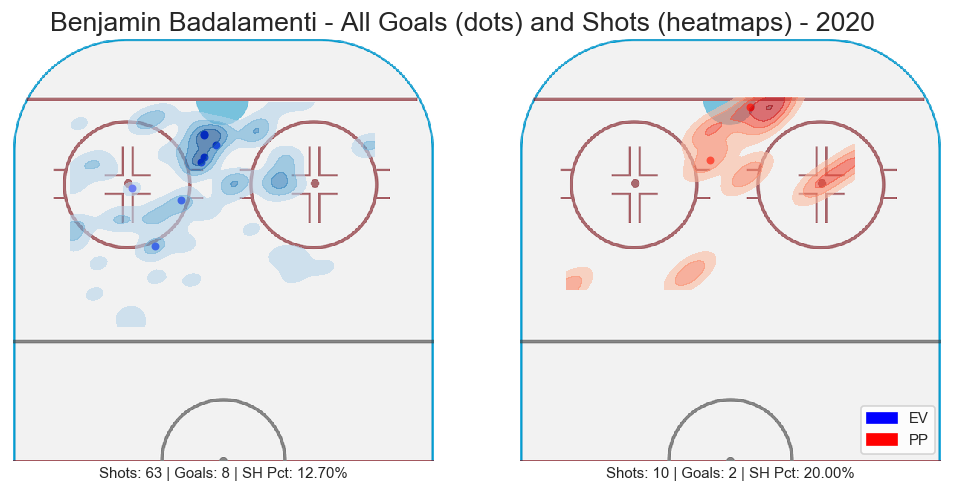 Benjamin Badalamenti - All Goals (dots) and Shots (heatmaps) - 2020
EV
PP
Shots: 63 | Goals: 8 | SH Pct: 12.70%
Shots: 10 | Goals: 2 | SH Pct: 20.00%